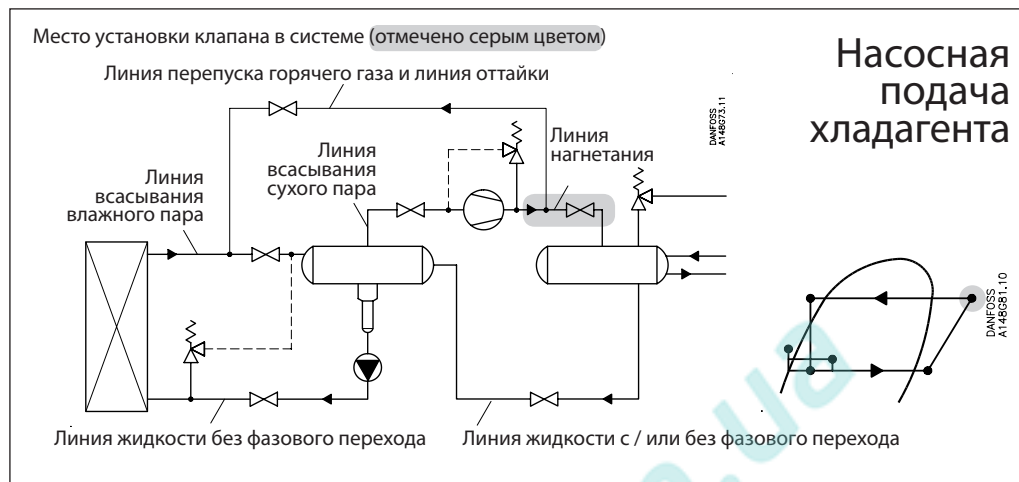 Место установки клапана в системе (отмечено серым цветом)
Насосная
подача
хладагента
Линия перепуска горячего газа и линия оттайки
DANFOSS
A148G73.11
Линия
нагнетания
Линия
всасывания
сухого пара
Линия
всасывания
влажного пара
DANFOSS
A148G81.10
Линия жидкости без фазового перехода
Линия жидкости с / или без фазового перехода
.ua